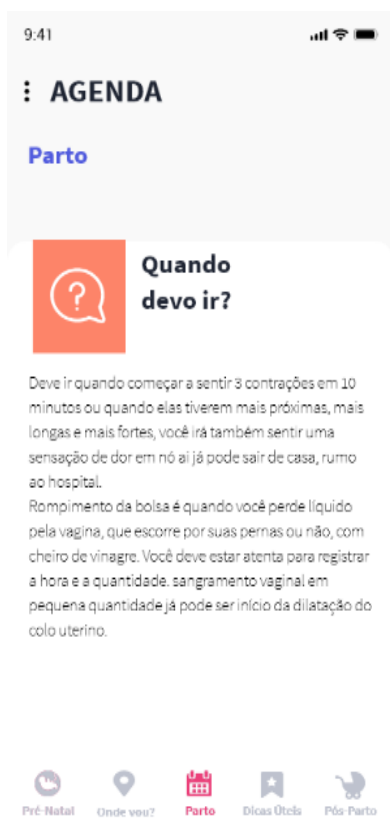 9:41
AGENDA
Parto
Quando
devo ir?
Deve ir quando começar a sentir 3 contrações em 10
minutos ou quando elas tiverem mais próximas, mais
longas e mais fortes, você irá também sentir uma
sensação de dor em nó ai já pode sair de casa, rumo
ao hospital.
Rompimento da bolsa é quando você perde líquido
pela vagina, que escorre por suas pernas ou não, com
cheiro de vinagre. Você deve estar atenta para registrar
a hora e a quantidade. sangramento vaginal em
pequena quantidade já pode ser início da dilatação do
colo uterino.
Pré-Natal Onde vou? Parto Dicas Úteis Pós-Parto